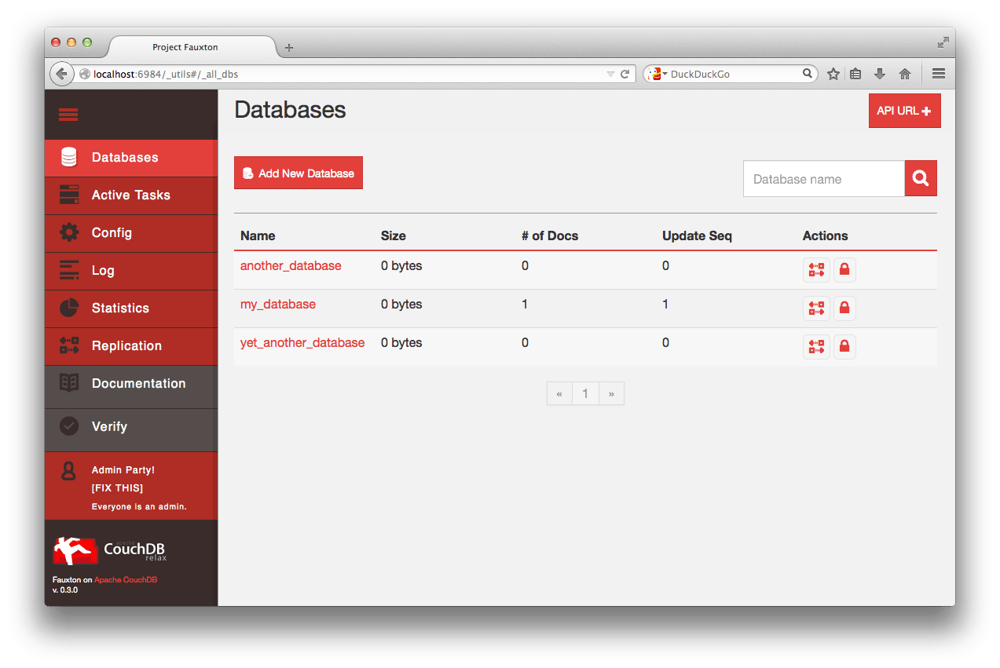 Project Fauxton
localhost:6984/_utils#/_all_dbs
DuckDuckGo
Databases
API URL
Databases
Active Tasks
Config
Log
Statistics
Replication
Documentation
Verify
Admin Party!
[FIX THIS]
Everyone is an admin.
apache
CouchDB
relax
Fauxton on Apache CouchDB
v. 0.3.0
Add New Database
Database name
Name Size # of Docs Update Seq Actions
another_database 0 bytes 0 0
my_database 0 bytes 1 1
yet_another_database 0 bytes 0 0
« 1 »